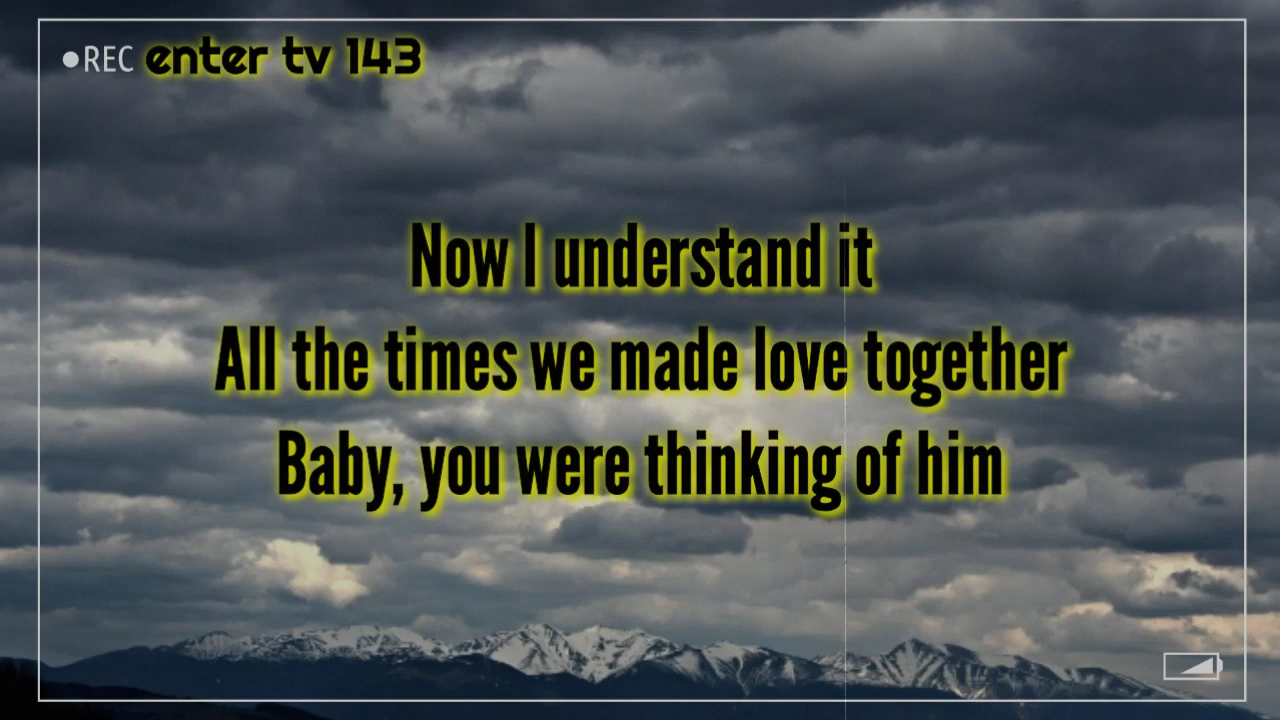 REC enter tv 143
Now I understand it
All the times we made love together
Baby, you were thinking of him